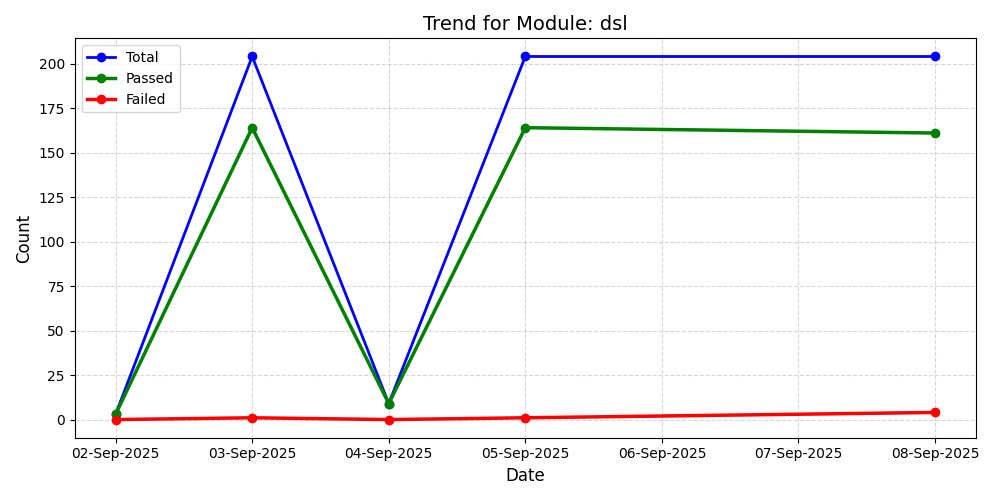 Trend for Module: dsl
Total
Passed
Failed
Count
200
175
150
125
100
75
50
25
0
02-Sep-2025 03-Sep-2025 04-Sep-2025 05-Sep-2025 06-Sep-2025 07-Sep-2025 08-Sep-2025
Date